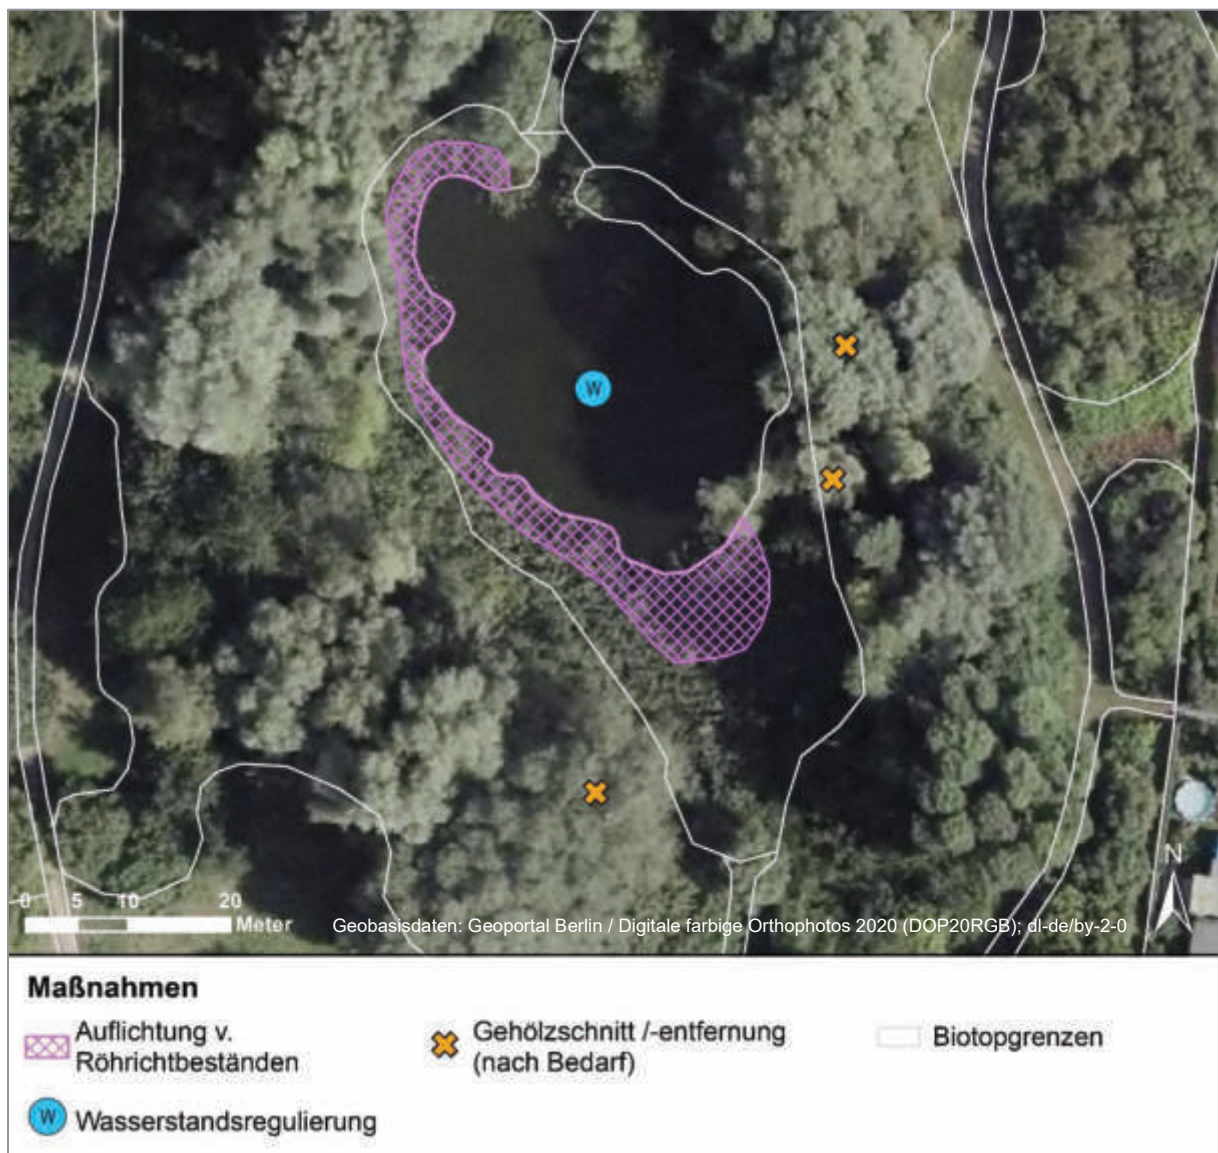 W
N
0 5 10 20
Meter
Geobasisdaten: Geoportal Berlin / Digitale farbige Orthophotos 2020 (DOP20RGB); dl-de/by-2-0
Maßnahmen
Auflichtung v.
Röhrichtbeständen
Gehölzschnitt /-entfernung
(nach Bedarf)
Biotopgrenzen
W Wasserstandsregulierung